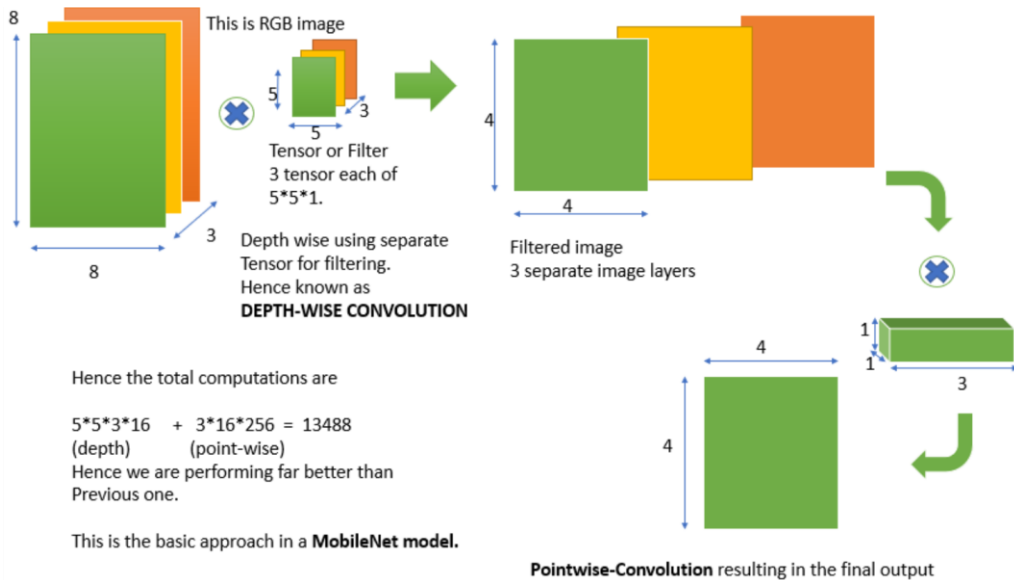 8
This is RGB image
8
3
5
5
3
Tensor or Filter
3 tensor each of
5*5*1.
Depth wise using separate
Tensor for filtering.
Hence known as
DEPTH-WISE CONVOLUTION
4
4
Filtered image
3 separate image layers
1
1
3
4
4
Pointwise-Convolution resulting in the final output
Hence the total computations are
5*5*3*16 + 3*16*256 = 13488
(depth) (point-wise)
Hence we are performing far better than
Previous one.
This is the basic approach in a MobileNet model.